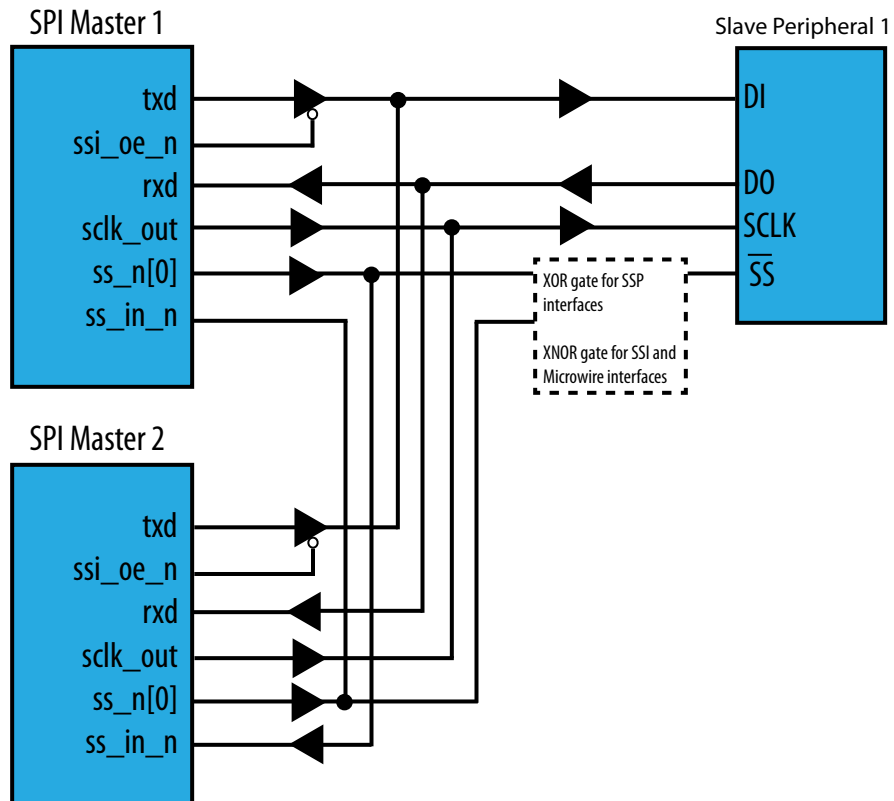 SPI Master 1
txd
ssi_oe_n
rxd
sclk_out
ss_n[0]
ss_in_n
Slave Peripheral 1
DI
DO
SCLK
SS
XOR gate for SSP
interfaces
XNOR gate for SSI and
Microwire interfaces
SPI Master 2
txd
ssi_oe_n
rxd
sclk_out
ss_n[0]
ss_in_n